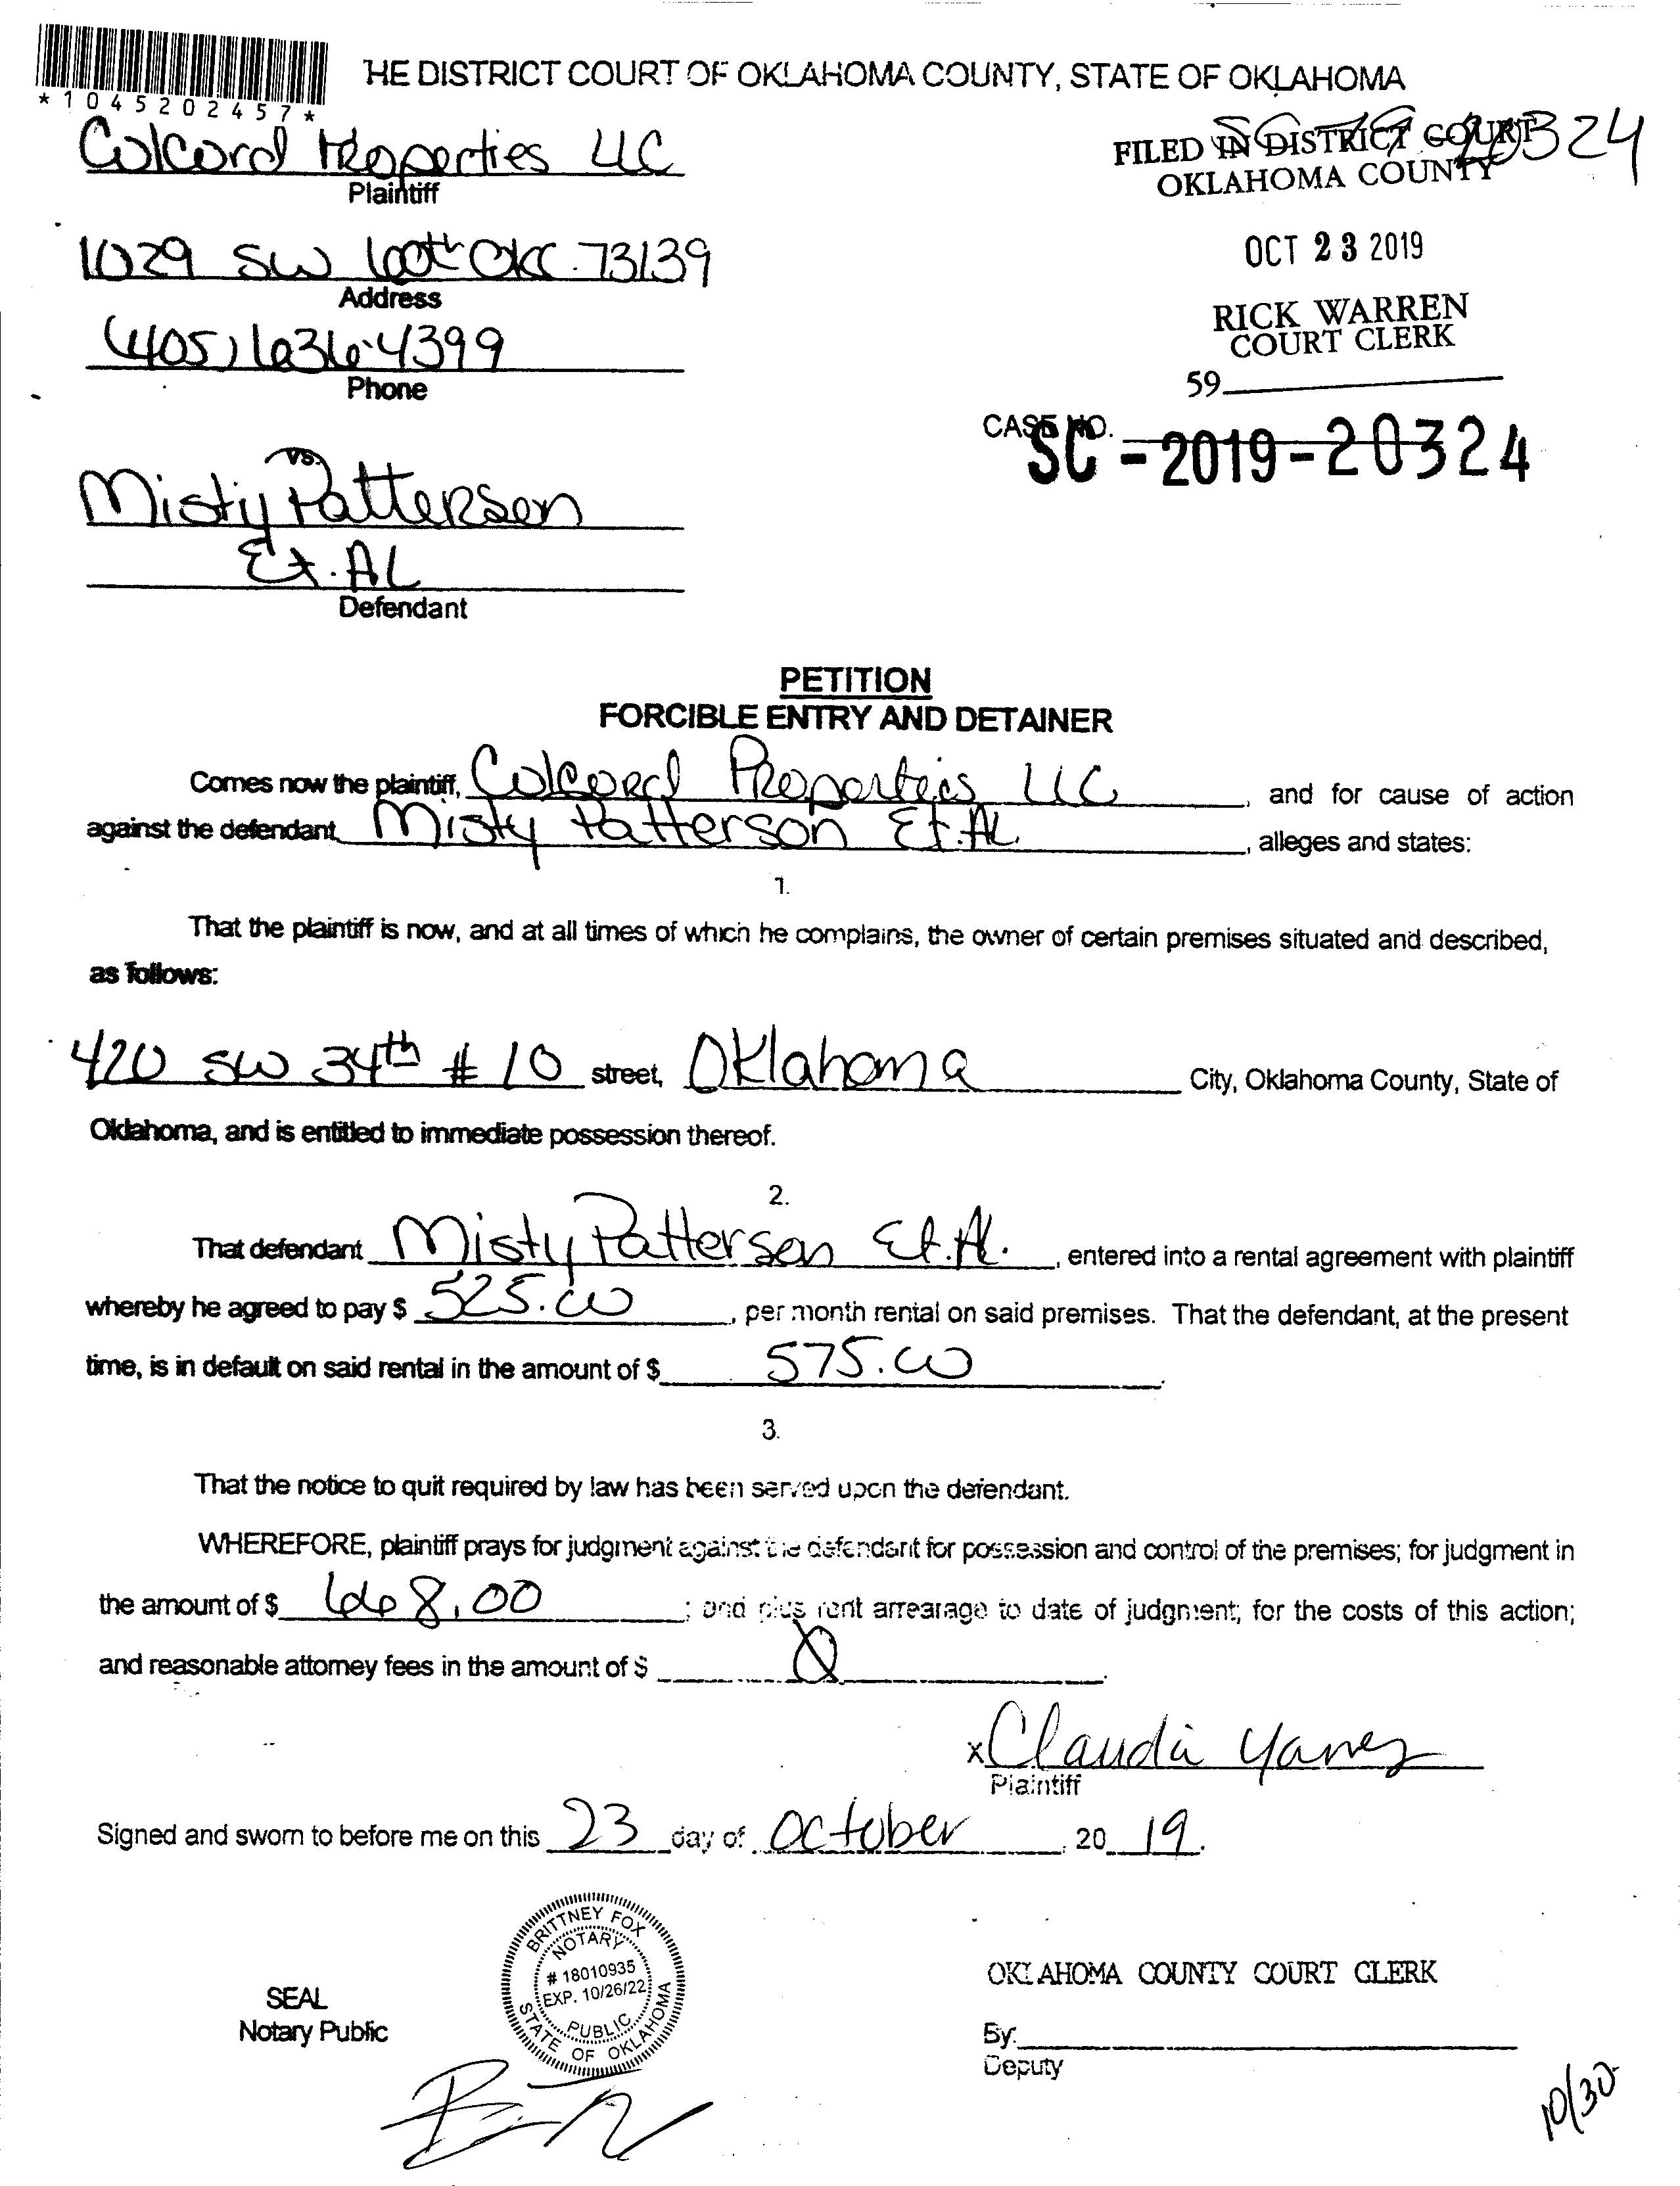 HE DISTRICT COURT OF OKLAHOMA COUNTY, STATE OF OKLAHOMA
*1045202457*
Colcord Properties LLC
Plaintiff
SC-19-20324
FILED IN DISTRICT COURT
OKLAHOMA COUNTY
1029 SW 100th OKC. 73139
Address
OCT 23 2019
(405) 636-4399
Phone
RICK WARREN
COURT CLERK
59
CASE NO.
SC-2019-20324
vs.
Misty Patterson
Et. AL
Defendant
PETITION
FORCIBLE ENTRY AND DETAINER
Comes now the plaintiff, Colcord Properties LLC, and for cause of action
against the defendant Misty Patterson Et. AL, alleges and states:
1.
That the plaintiff is now, and at all times of which he complains, the owner of certain premises situated and described,
as follows:
420 SW 34th # 10 street, Oklahoma City, Oklahoma County, State of
Oklahoma, and is entitled to immediate possession thereof.
2.
That defendant Misty Patterson Et. Al., entered into a rental agreement with plaintiff
whereby he agreed to pay $ 525.00, per month rental on said premises. That the defendant, at the present
time, is in default on said rental in the amount of $ 575.00.
3.
That the notice to quit required by law has been served upon the defendant.
WHEREFORE, plaintiff prays for judgment against the defendant for possession and control of the premises; for judgment in
the amount of $ 668.00; and plus rent arrearage to date of judgment; for the costs of this action;
and reasonable attorney fees in the amount of $ 0.
x Claudia Yanez
Plaintiff
Signed and sworn to before me on this 23 day of October, 20 19.
BRITTNEY FOX
NOTARY
# 18010935
EXP. 10/26/22
PUBLIC
STATE OF OKLAHOMA
SEAL
Notary Public
OKLAHOMA COUNTY COURT CLERK
By:
Deputy
10/30